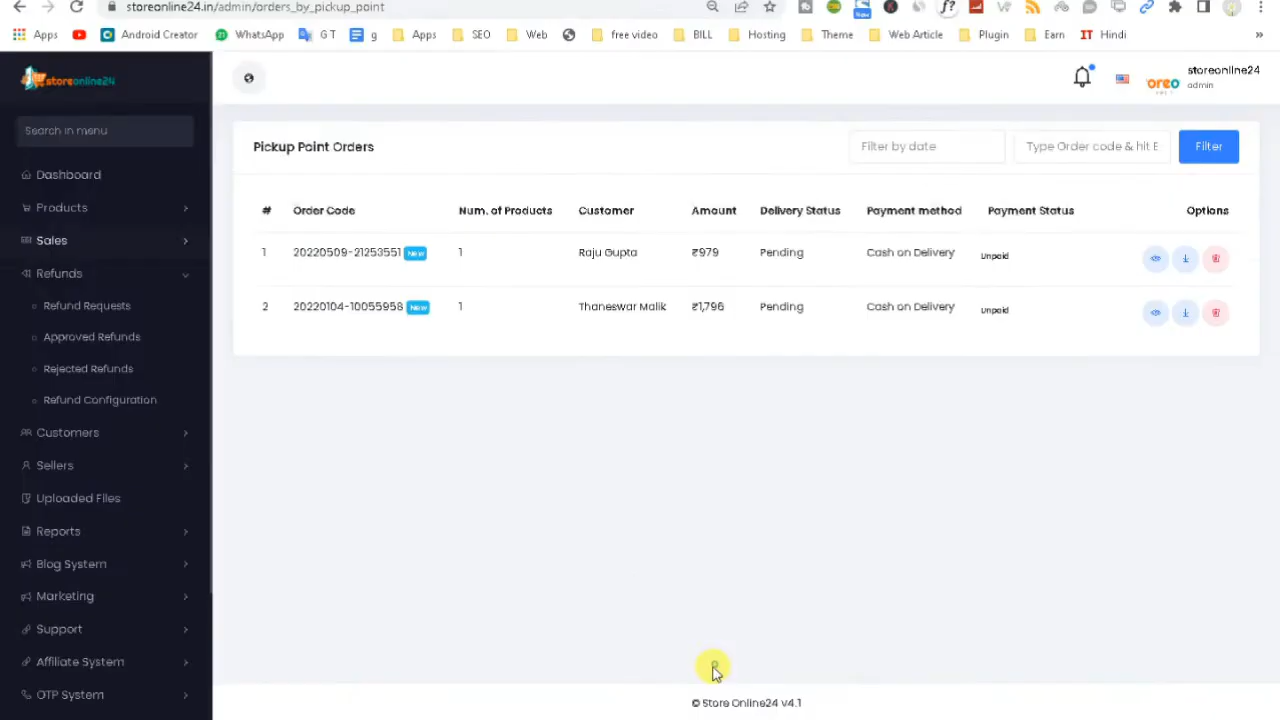 storeonline24.in/admin/orders_by_pickup_point
Apps Android Creator WhatsApp G T g Apps SEO Web free video BILL Hosting Theme Web Article Plugin Earn IT Hindi »
storeonline24
storeonline24
admin
oreo
Search in menu
Dashboard
Products
Sales
Refunds
Refund Requests
Approved Refunds
Rejected Refunds
Refund Configuration
Customers
Sellers
Uploaded Files
Reports
Blog System
Marketing
Support
Affiliate System
OTP System
Pickup Point Orders Filter by date Type Order code & hit E Filter
# Order Code Num. of Products Customer Amount Delivery Status Payment method Payment Status Options
1 20220509-21253551 New 1 Raju Gupta ₹979 Pending Cash on Delivery Unpaid
2 20220104-10055958 New 1 Thaneswar Malik ₹1,796 Pending Cash on Delivery Unpaid
© Store Online24 v4.1